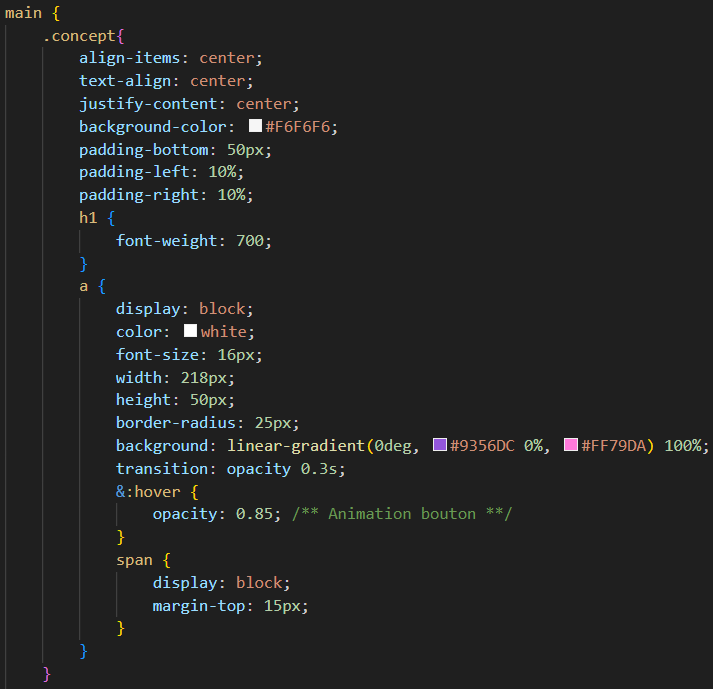 main {
.concept{
align-items: center;
text-align: center;
justify-content: center;
background-color: #F6F6F6;
padding-bottom: 50px;
padding-left: 10%;
padding-right: 10%;
h1 {
font-weight: 700;
}
a {
display: block;
color: white;
font-size: 16px;
width: 218px;
height: 50px;
border-radius: 25px;
background: linear-gradient(0deg, #9356DC 0%, #FF79DA) 100%;
transition: opacity 0.3s;
&:hover {
opacity: 0.85; /** Animation bouton **/
}
span {
display: block;
margin-top: 15px;
}
}
}